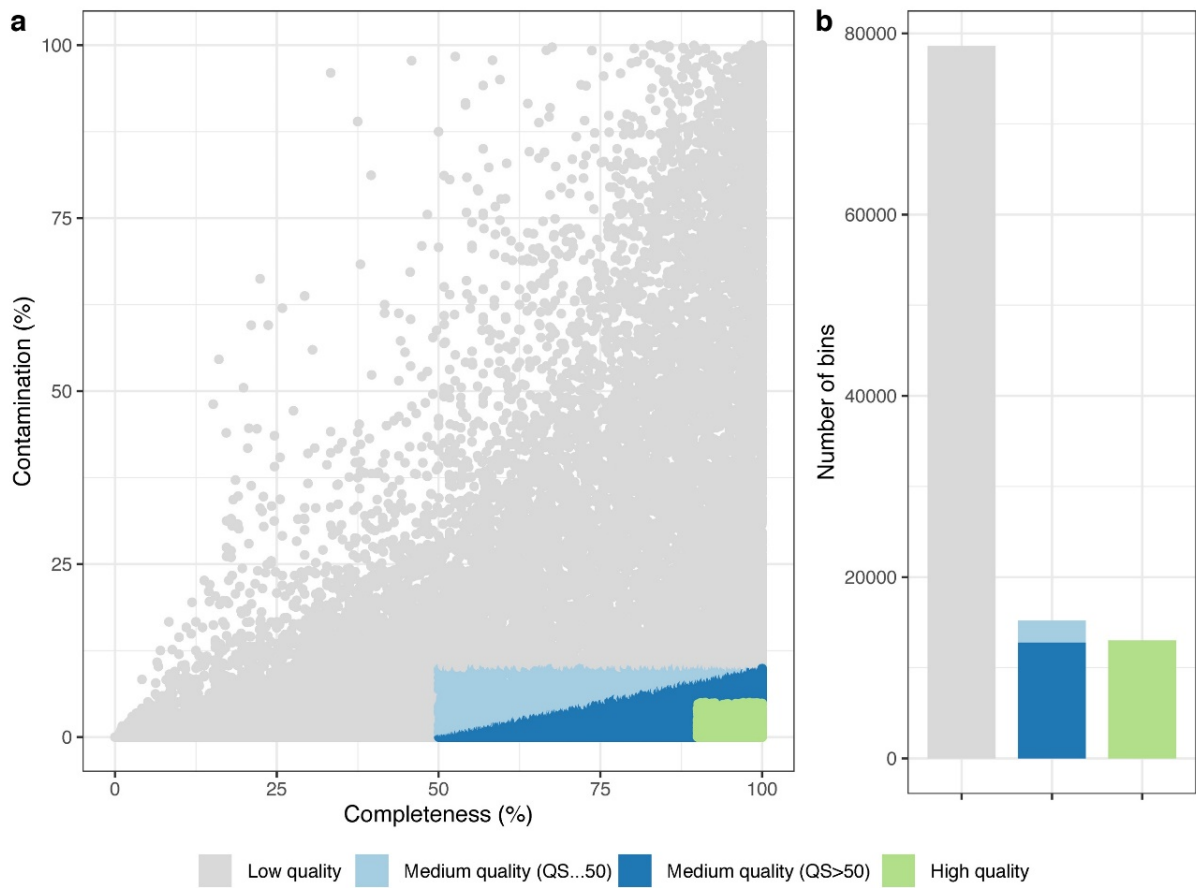 a
b
100
75
50
25
0
Contamination (%)
0
25
50
75
100
Completeness (%)
80000
60000
40000
20000
0
Number of bins
Low quality
Medium quality (QS...50)
Medium quality (QS>50)
High quality